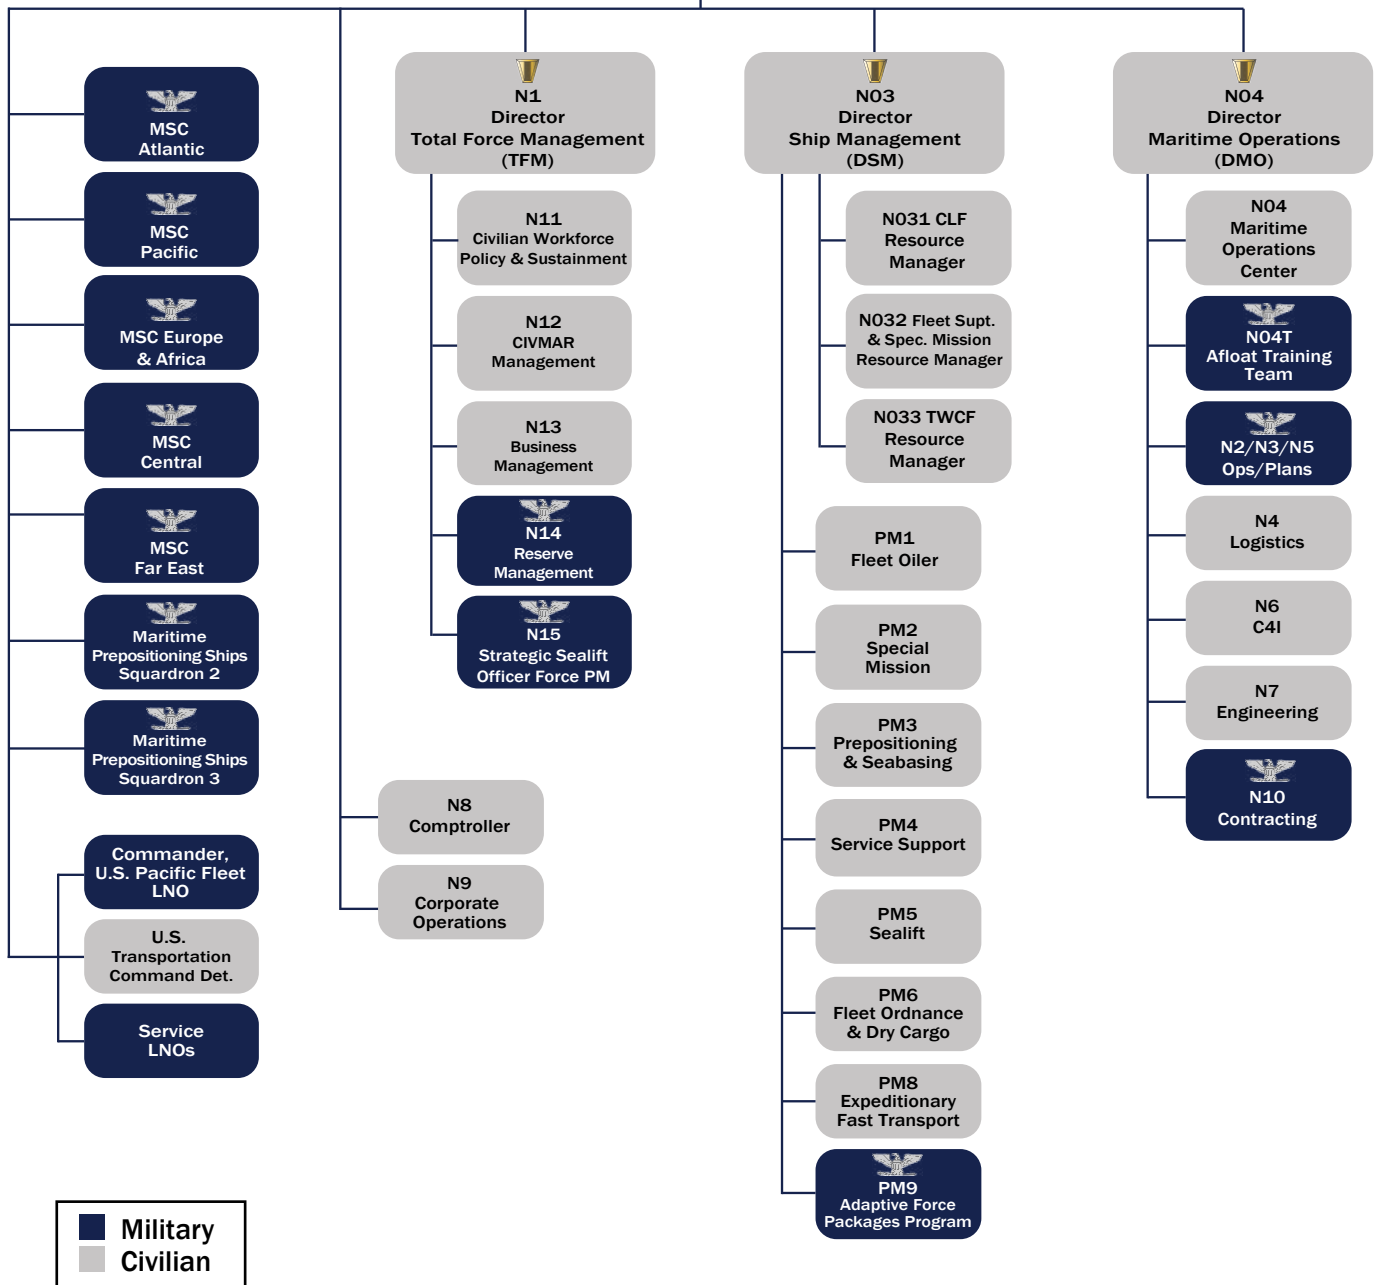 MSC
Atlantic
MSC
Pacific
MSC Europe
& Africa
MSC
Central
MSC
Far East
Maritime
Prepositioning Ships
Squardron 2
Maritime
Prepositioning Ships
Squardron 3
Commander,
U.S. Pacific Fleet
LNO
U.S.
Transportation
Command Det.
Service
LNOs
N1
Director
Total Force Management
(TFM)
N11
Civilian Workforce
Policy & Sustainment
N12
CIVMAR
Management
N13
Business
Management
N14
Reserve
Management
N15
Strategic Sealift
Officer Force PM
N8
Comptroller
N9
Corporate
Operations
N03
Director
Ship Management
(DSM)
N031 CLF
Resource
Manager
N032 Fleet Supt.
& Spec. Mission
Resource Manager
N033 TWCF
Resource
Manager
PM1
Fleet Oiler
PM2
Special
Mission
PM3
Prepositioning
& Seabasing
PM4
Service Support
PM5
Sealift
PM6
Fleet Ordnance
& Dry Cargo
PM8
Expeditionary
Fast Transport
PM9
Adaptive Force
Packages Program
N04
Director
Maritime Operations
(DMO)
N04
Maritime
Operations
Center
N04T
Afloat Training
Team
N2/N3/N5
Ops/Plans
N4
Logistics
N6
C4I
N7
Engineering
N10
Contracting
Military
Civilian